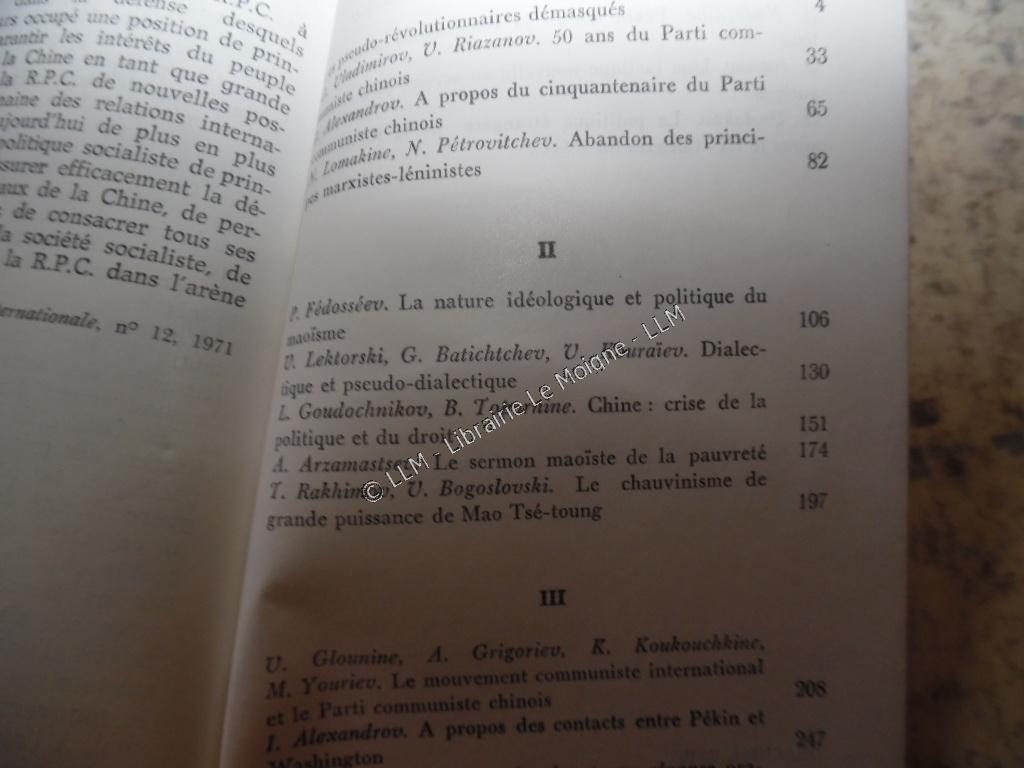 R.P.C.
dans la défense desquels à
occupé une position de prin-
garantir les intérêts du peuple
la Chine en tant que grande
la R.P.C. de nouvelles pos-
des relations interna-
aujourd'hui de plus en plus
politique socialiste de prin-
efficacement la dé-
de la Chine, de per-
de consacrer tous ses
la société socialiste, de
la R.P.C. dans l'arène
n° 12, 1971
pseudo-révolutionnaires démasqués 4
Vladimirov, V. Riazanov. 50 ans du Parti com-
muniste chinois 33
Alexandrov. A propos du cinquantenaire du Parti
communiste chinois 65
Lomakine, N. Pétrovitchev. Abandon des princi-
pes marxistes-léninistes 82
II
P. Fédosséev. La nature idéologique et politique du
maoïsme 106
V. Lektorski, G. Batichtchev, V. Dialec-
tique et pseudo-dialectique 130
L. Goudochnikov, B. Chine : crise de la
politique et du droit 151
A. Arzamastsev. Le sermon maoïste de la pauvreté 174
T. Rakhimov, V. Bogoslovski. Le chauvinisme de
grande puissance de Mao Tsé-toung 197
III
V. Glounine, A. Grigoriev, K. Koukouchkine,
M. Youriev. Le mouvement communiste international
et le Parti communiste chinois 208
I. Alexandrov. A propos des contacts entre Pékin et
Washington 247
© LLM - Librairie Le Moigne - LLM